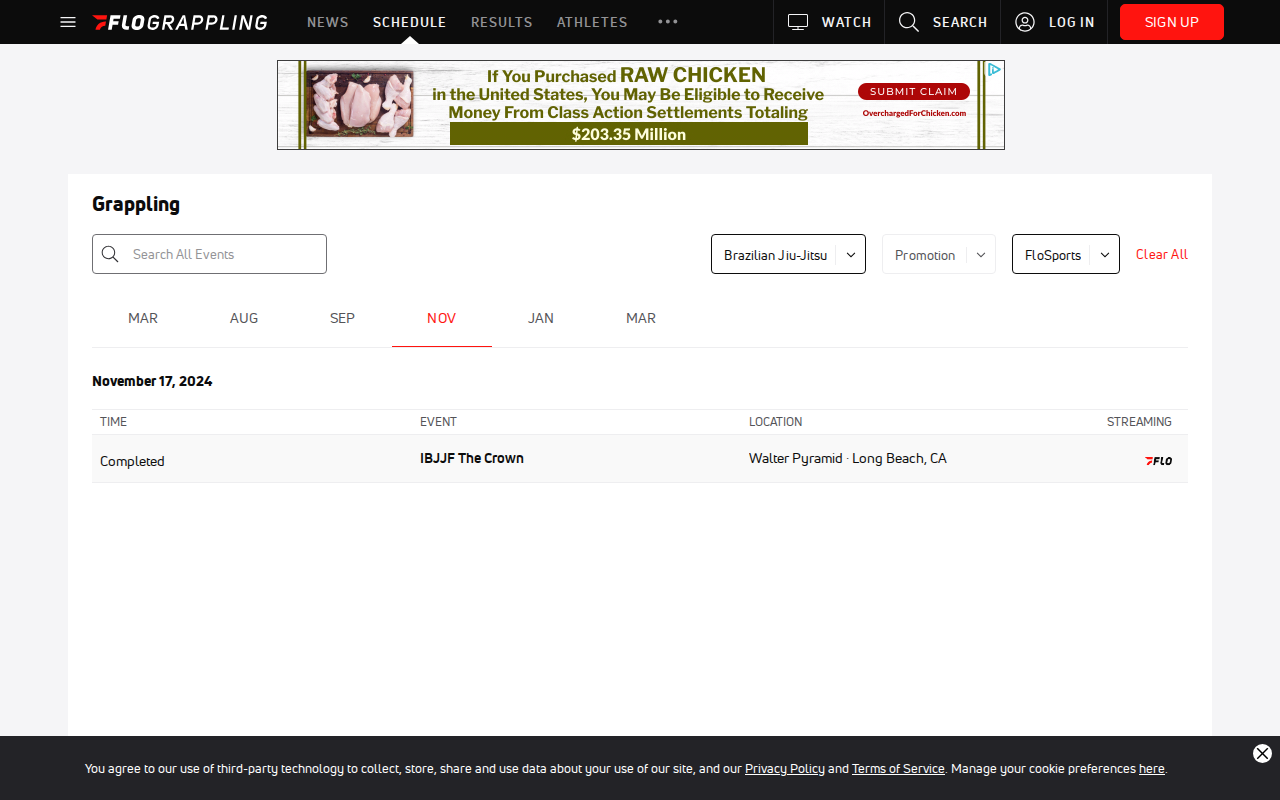 FLOGRAPPLING NEWS SCHEDULE RESULTS ATHLETES WATCH SEARCH LOG IN SIGN UP
If You Purchased RAW CHICKEN
in the United States, You May Be Eligible to Receive
Money From Class Action Settlements Totaling
$203.35 Million
SUBMIT CLAIM
OverchargedForChicken.com
Grappling
Search All Events Brazilian Jiu-Jitsu Promotion FloSports Clear All
MAR AUG SEP NOV JAN MAR
November 17, 2024
TIME EVENT LOCATION STREAMING
Completed IBJJF The Crown Walter Pyramid · Long Beach, CA FLO
You agree to our use of third-party technology to collect, store, share and use data about your use of our site, and our Privacy Policy and Terms of Service. Manage your cookie preferences here.